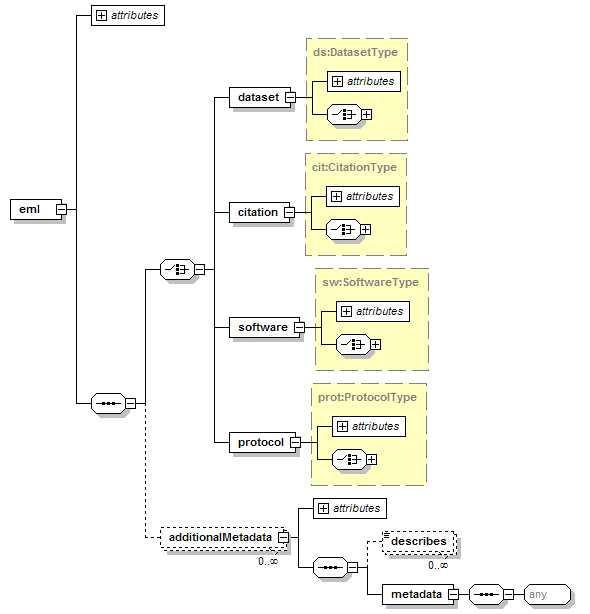 attributes
ds:DatasetType
attributes
dataset
cit:CitationType
attributes
eml
citation
sw:SoftwareType
attributes
software
prot:ProtocolType
attributes
protocol
attributes
additionalMetadata
0..∞
describes
0..∞
metadata
any